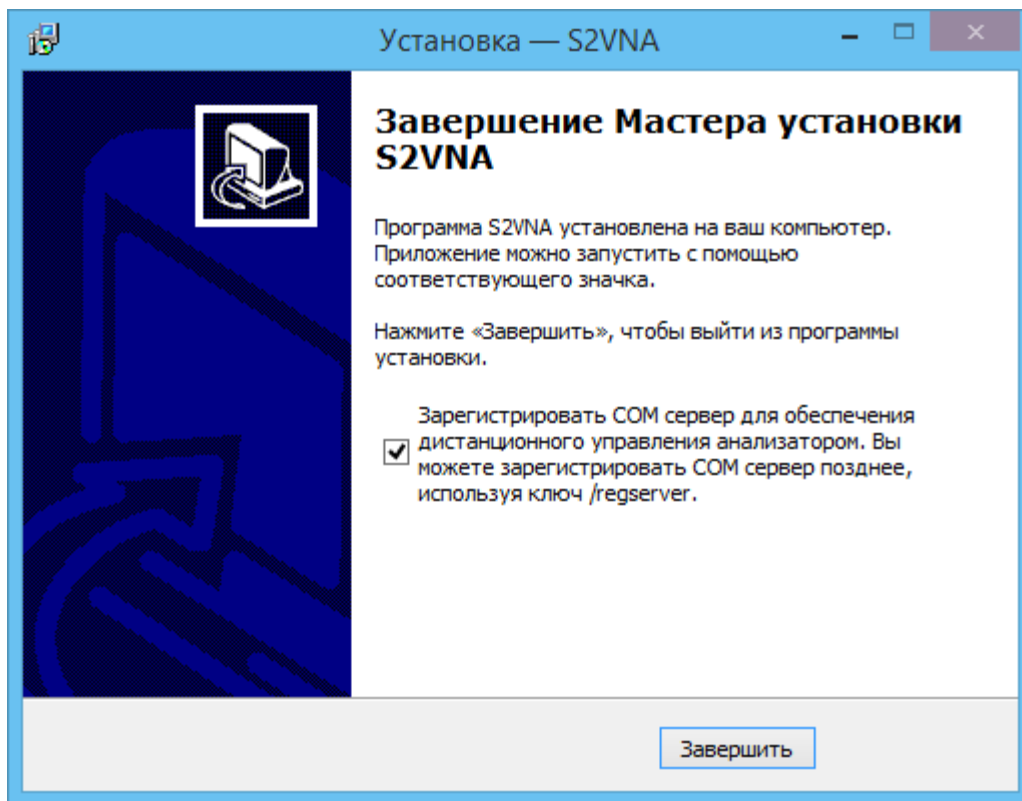 Установка — S2VNA
Завершение Мастера установки
S2VNA
Программа S2VNA установлена на ваш компьютер.
Приложение можно запустить с помощью
соответствующего значка.
Нажмите «Завершить», чтобы выйти из программы
установки.
Зарегистрировать COM сервер для обеспечения
дистанционного управления анализатором. Вы
можете зарегистрировать COM сервер позднее,
используя ключ /regserver.
Завершить